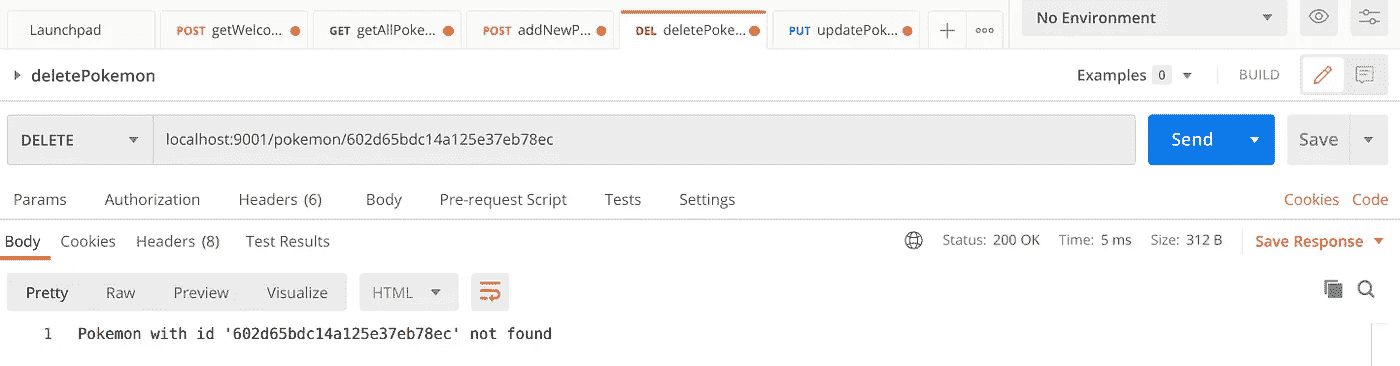 Launchpad POST getWelco... GET getAllPoke... POST addNewP... DEL deletePoke... PUT updatePok... No Environment
deletePokemon Examples 0 BUILD
DELETE localhost:9001/pokemon/602d65bdc14a125e37eb78ec Send Save
Params Authorization Headers (6) Body Pre-request Script Tests Settings Cookies Code
Body Cookies Headers (8) Test Results Status: 200 OK Time: 5 ms Size: 312 B Save Response
Pretty Raw Preview Visualize HTML
1 Pokemon with id '602d65bdc14a125e37eb78ec' not found